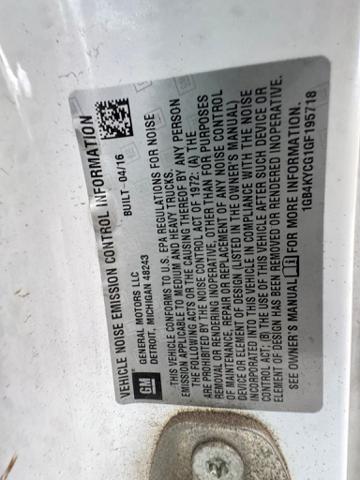 VEHICLE NOISE EMISSION CONTROL INFORMATION
BUILT-04/16
GM
GENERAL MOTORS LLC
DETROIT, MICHIGAN 48243
THIS VEHICLE CONFORMS TO U.S. EPA REGULATIONS FOR NOISE
EMISSION APPLICABLE TO MEDIUM AND HEAVY TRUCKS.
THE FOLLOWING ACTS OR THE CAUSING THEREOF BY ANY PERSON
ARE PROHIBITED BY THE NOISE CONTROL ACT OF 1972: (A) THE
REMOVAL OR RENDERING INOPERATIVE, OTHER THAN FOR PURPOSES
OF MAINTENANCE, REPAIR OR REPLACEMENT, OF ANY NOISE CONTROL
DEVICE OR ELEMENT OF DESIGN (LISTED IN THE OWNER'S MANUAL)
INCORPORATED INTO THIS VEHICLE IN COMPLIANCE WITH THE NOISE
CONTROL ACT, (B) THE USE OF THIS VEHICLE AFTER SUCH DEVICE OR
ELEMENT OF DESIGN HAS BEEN REMOVED OR RENDERED INOPERATIVE.
SEE OWNER'S MANUAL FOR MORE INFORMATION.
1GB4KYCG1GF195718